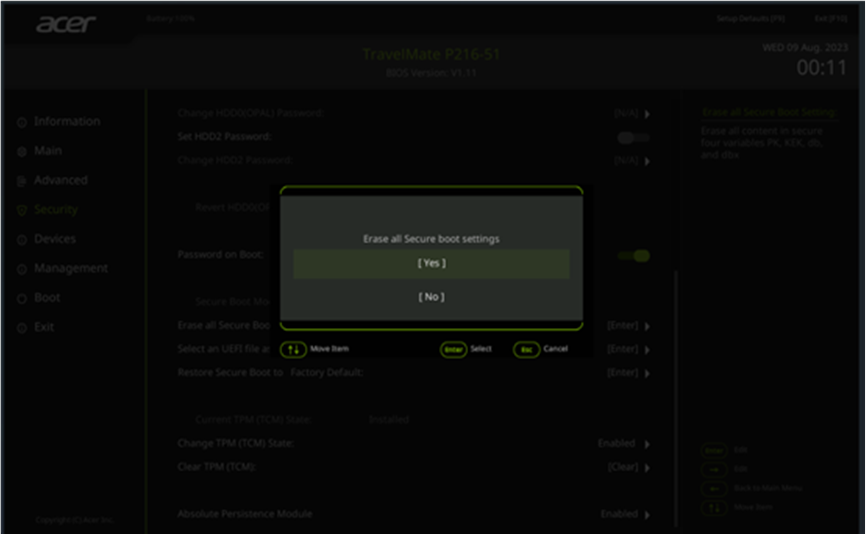 acer
Battery 100%
Setup Defaults (F9) Exit (F10)
TravelMate P216-51
BIOS Version: V1.11
WED 09 Aug. 2023
00:11
Information
Main
Advanced
Security
Devices
Management
Boot
Exit
Change HDD0(OPAL) Password: [N/A]
Set HDD2 Password:
Change HDD2 Password: [N/A]
Revert HDD0(OP
Password on Boot:
Secure Boot Mo
Erase all Secure Boo [Enter]
Select an UEFI file a [Enter]
Restore Secure Boot to Factory Default: [Enter]
Current TPM (TCM) State: Installed
Change TPM (TCM) State: Enabled
Clear TPM (TCM): [Clear]
Absolute Persistence Module Enabled
Erase all Secure boot settings
[ Yes ]
[ No ]
↑↓ Move Item Enter Select Esc Cancel
Erase all Secure Boot Setting:
Erase all content in secure
four variables PK, KEK, db,
and dbx
Enter Edit
Edit
Back to Main Menu
↑↓ Move Item
Copyright(C) Acer Inc.